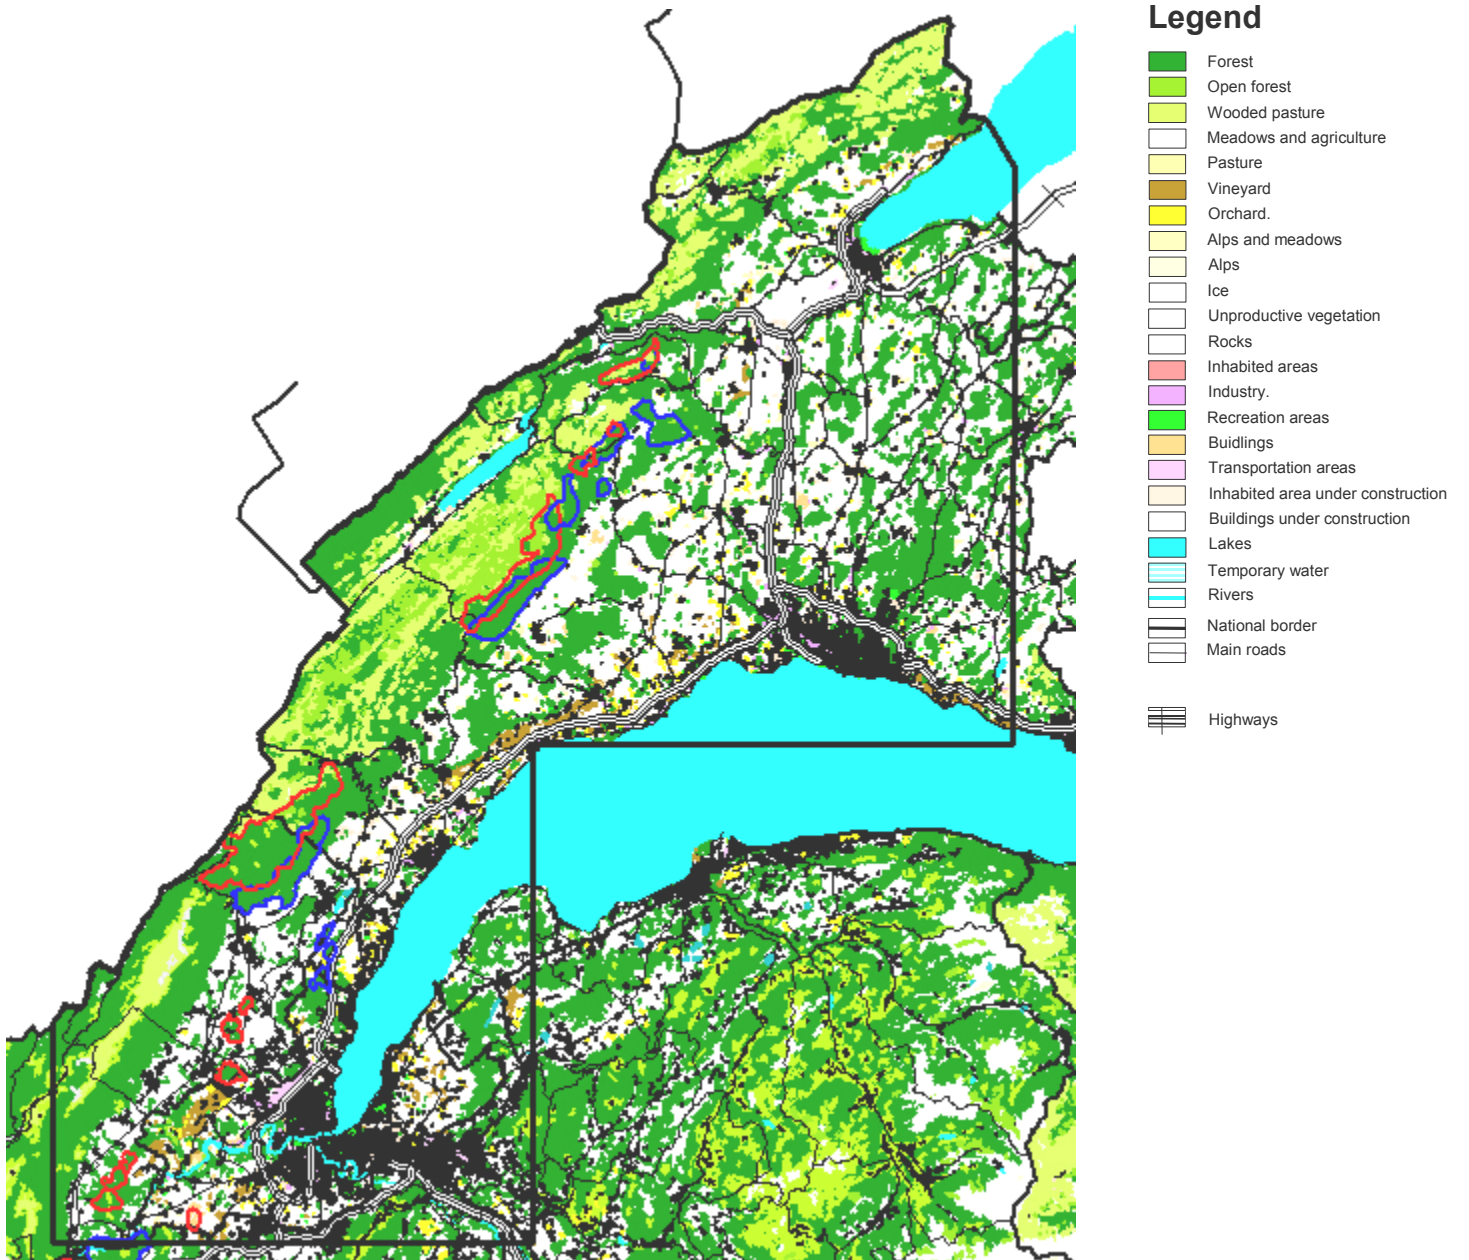 Legend
Forest
Open forest
Wooded pasture
Meadows and agriculture
Pasture
Vineyard
Orchard.
Alps and meadows
Alps
Ice
Unproductive vegetation
Rocks
Inhabited areas
Industry.
Recreation areas
Buidlings
Transportation areas
Inhabited area under construction
Buildings under construction
Lakes
Temporary water
Rivers
National border
Main roads
Highways